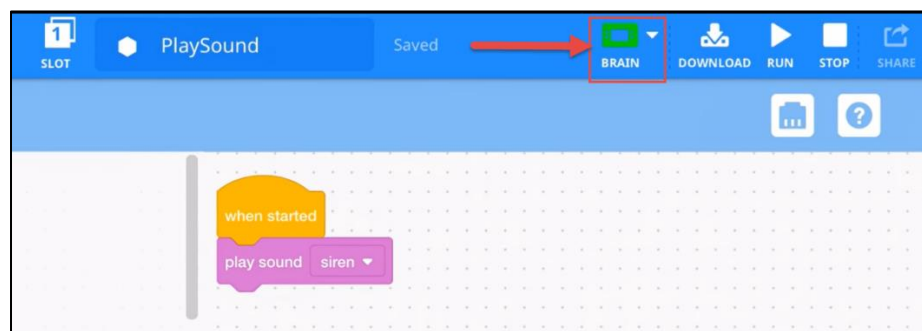 1
SLOT
PlaySound
Saved
BRAIN
DOWNLOAD
RUN
STOP
SHARE
?
when started
play sound siren